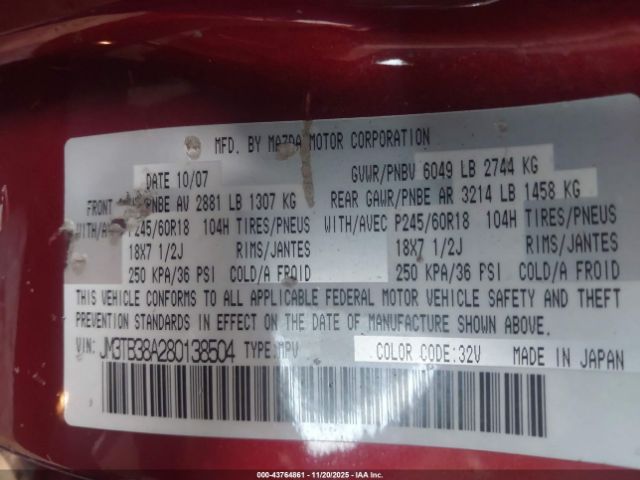 MFD. BY MAZDA MOTOR CORPORATION
DATE 10/07 GVWR/PNBV 6049 LB 2744 KG
FRONT PNBE AV 2881 LB 1307 KG REAR GAWR/PNBE AR 3214 LB 1458 KG
WITH/AVEC P245/60R18 104H TIRES/PNEUS WITH/AVEC P245/60R18 104H TIRES/PNEUS
18X7 1/2J RIMS/JANTES 18X7 1/2J RIMS/JANTES
250 KPA/36 PSI COLD/A FROID 250 KPA/36 PSI COLD/A FROID
THIS VEHICLE CONFORMS TO ALL APPLICABLE FEDERAL MOTOR VEHICLE SAFETY AND THEFT
PREVENTION STANDARDS IN EFFECT ON THE DATE OF MANUFACTURE SHOWN ABOVE.
VIN: JM3TB38A280138504 TYPE: MPV COLOR CODE: 32V MADE IN JAPAN
000-43764861 - 11/20/2025 - IAA Inc.